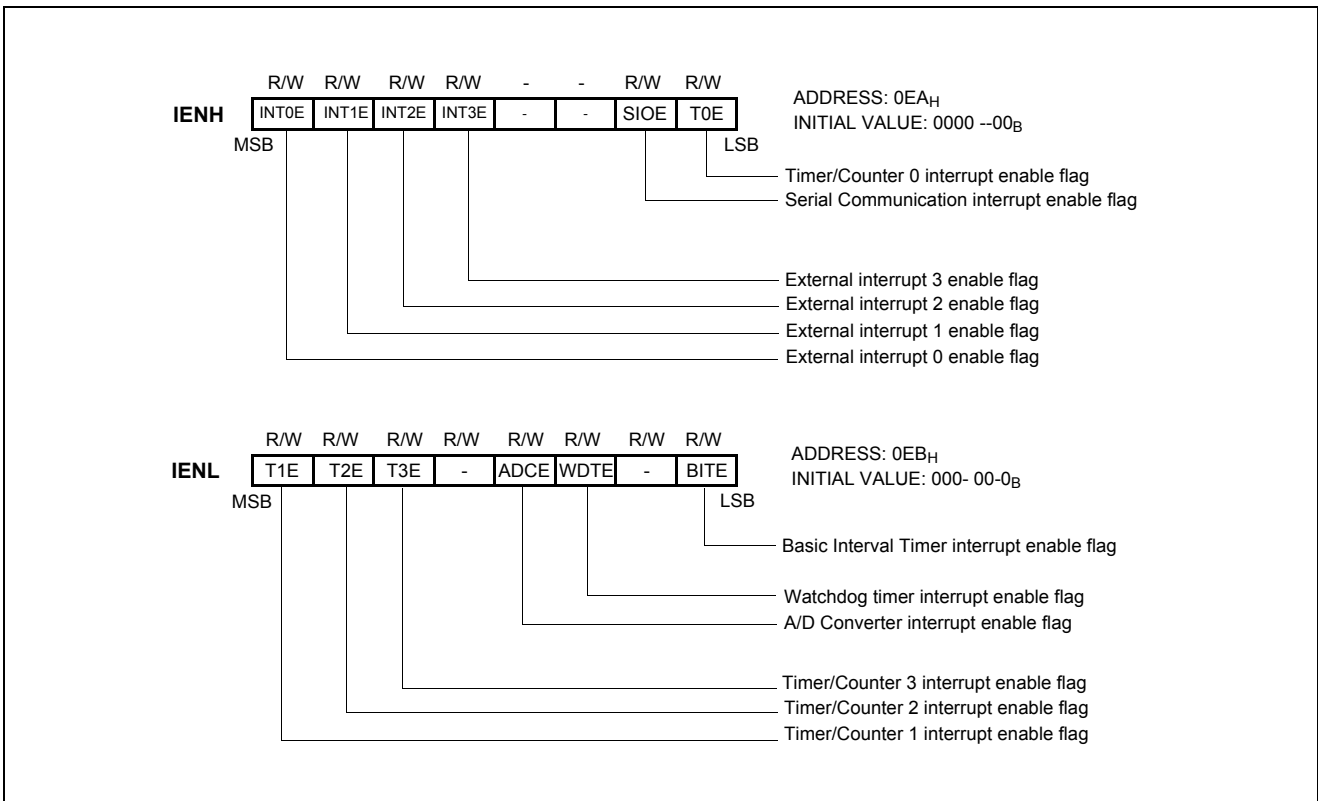 R/W R/W R/W R/W - - R/W R/W
IENH INT0E INT1E INT2E INT3E - - SIOE T0E
ADDRESS: 0EAH
INITIAL VALUE: 0000 --00B
MSB LSB
Timer/Counter 0 interrupt enable flag
Serial Communication interrupt enable flag
External interrupt 3 enable flag
External interrupt 2 enable flag
External interrupt 1 enable flag
External interrupt 0 enable flag
R/W R/W R/W R/W R/W R/W R/W R/W
IENL T1E T2E T3E - ADCE WDTE - BITE
ADDRESS: 0EBH
INITIAL VALUE: 000- 00-0B
MSB LSB
Basic Interval Timer interrupt enable flag
Watchdog timer interrupt enable flag
A/D Converter interrupt enable flag
Timer/Counter 3 interrupt enable flag
Timer/Counter 2 interrupt enable flag
Timer/Counter 1 interrupt enable flag